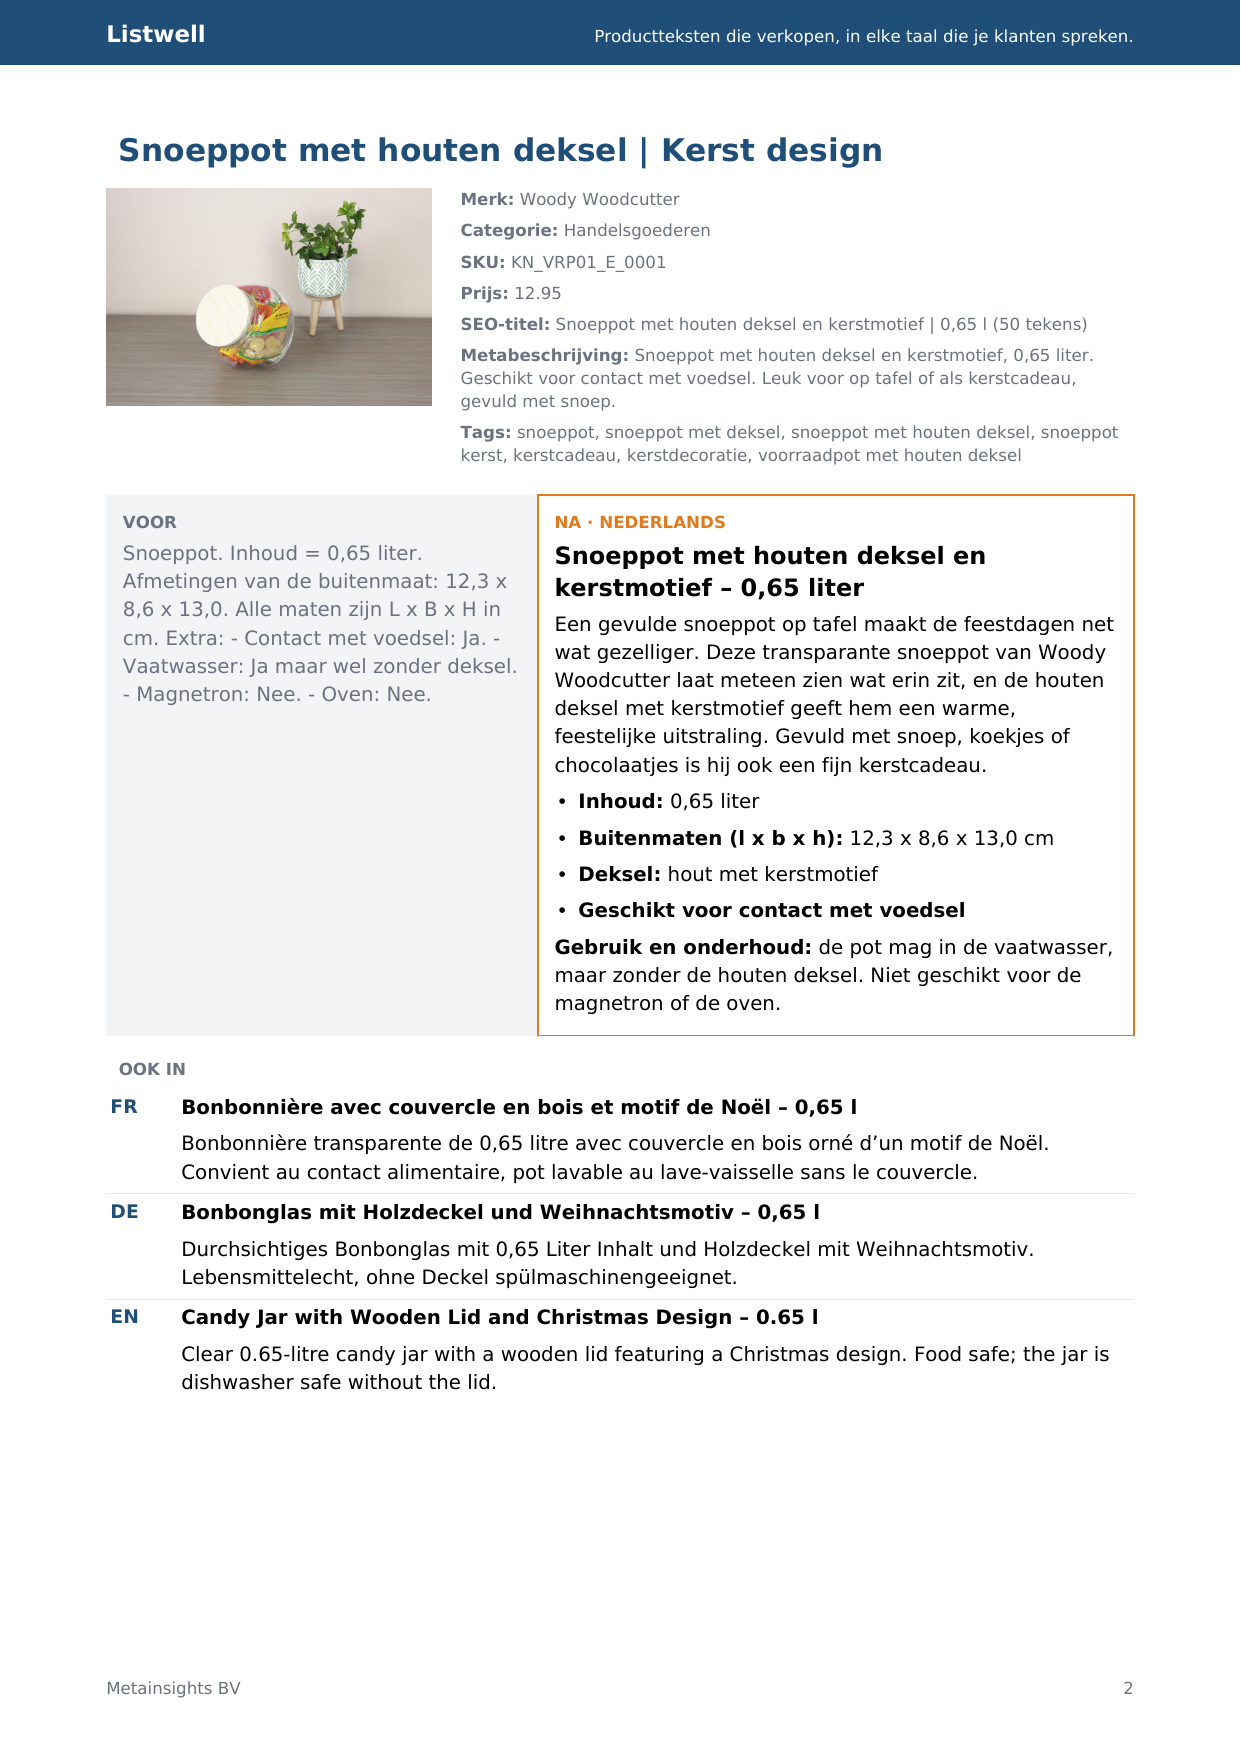 Listwell
Productteksten die verkopen, in elke taal die je klanten spreken.
Snoeppot met houten deksel | Kerst design
Merk: Woody Woodcutter
Categorie: Handelsgoederen
SKU: KN_VRP01_E_0001
Prijs: 12.95
SEO-titel: Snoeppot met houten deksel en kerstmotief | 0,65 l (50 tekens)
Metabeschrijving: Snoeppot met houten deksel en kerstmotief, 0,65 liter.
Geschikt voor contact met voedsel. Leuk voor op tafel of als kerstcadeau,
gevuld met snoep.
Tags: snoeppot, snoeppot met deksel, snoeppot met houten deksel, snoeppot
kerst, kerstcadeau, kerstdecoratie, voorraadpot met houten deksel
VOOR
Snoeppot. Inhoud = 0,65 liter.
Afmetingen van de buitenmaat: 12,3 x
8,6 x 13,0. Alle maten zijn L x B x H in
cm. Extra: - Contact met voedsel: Ja. -
Vaatwasser: Ja maar wel zonder deksel.
- Magnetron: Nee. - Oven: Nee.
NA · NEDERLANDS
Snoeppot met houten deksel en
kerstmotief – 0,65 liter
Een gevulde snoeppot op tafel maakt de feestdagen net
wat gezelliger. Deze transparante snoeppot van Woody
Woodcutter laat meteen zien wat erin zit, en de houten
deksel met kerstmotief geeft hem een warme,
feestelijke uitstraling. Gevuld met snoep, koekjes of
chocolaatjes is hij ook een fijn kerstcadeau.
• Inhoud: 0,65 liter
• Buitenmaten (l x b x h): 12,3 x 8,6 x 13,0 cm
• Deksel: hout met kerstmotief
• Geschikt voor contact met voedsel
Gebruik en onderhoud: de pot mag in de vaatwasser,
maar zonder de houten deksel. Niet geschikt voor de
magnetron of de oven.
OOK IN
FR
Bonbonnière avec couvercle en bois et motif de Noël – 0,65 l
Bonbonnière transparente de 0,65 litre avec couvercle en bois orné d’un motif de Noël.
Convient au contact alimentaire, pot lavable au lave-vaisselle sans le couvercle.
DE
Bonbonglas mit Holzdeckel und Weihnachtsmotiv – 0,65 l
Durchsichtiges Bonbonglas mit 0,65 Liter Inhalt und Holzdeckel mit Weihnachtsmotiv.
Lebensmittelecht, ohne Deckel spülmaschinengeeignet.
EN
Candy Jar with Wooden Lid and Christmas Design – 0.65 l
Clear 0.65-litre candy jar with a wooden lid featuring a Christmas design. Food safe; the jar is
dishwasher safe without the lid.
Metainsights BV
2